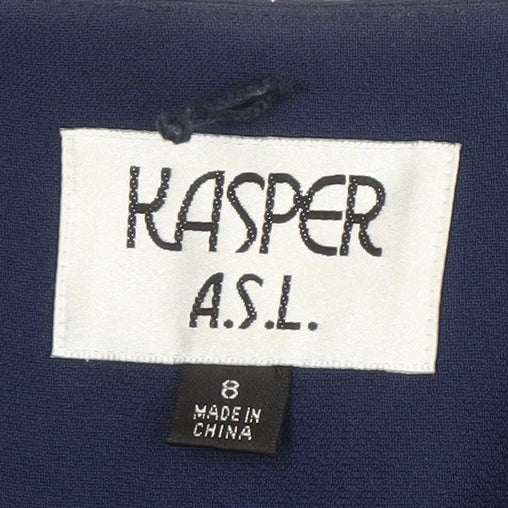 KASPER
A.S.L.
8
MADE IN
CHINA